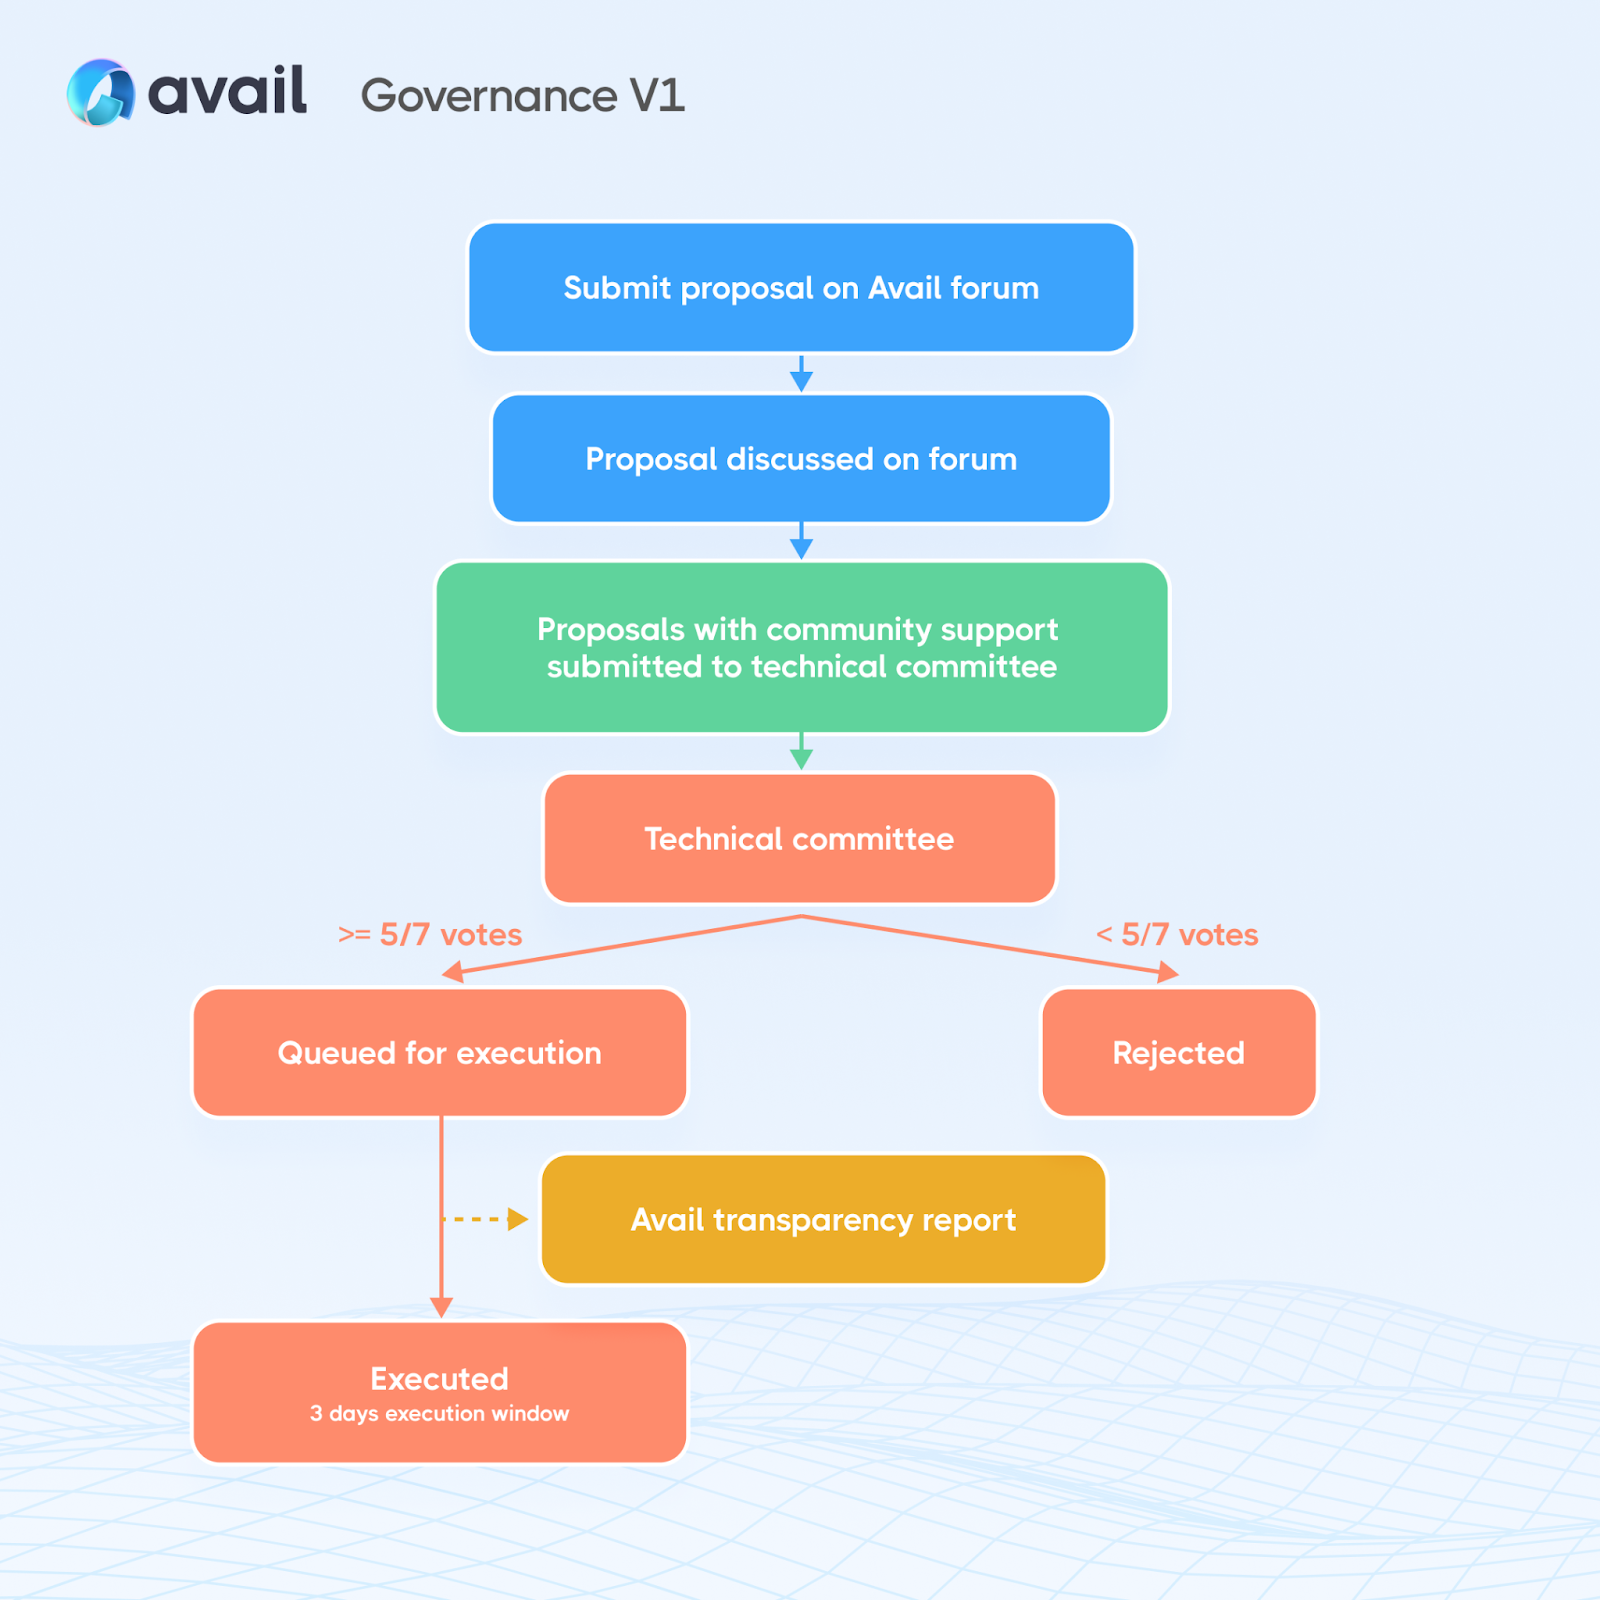 avail Governance V1
Submit proposal on Avail forum
Proposal discussed on forum
Proposals with community support
submitted to technical committee
Technical committee
>= 5/7 votes
< 5/7 votes
Queued for execution
Rejected
Avail transparency report
Executed
3 days execution window